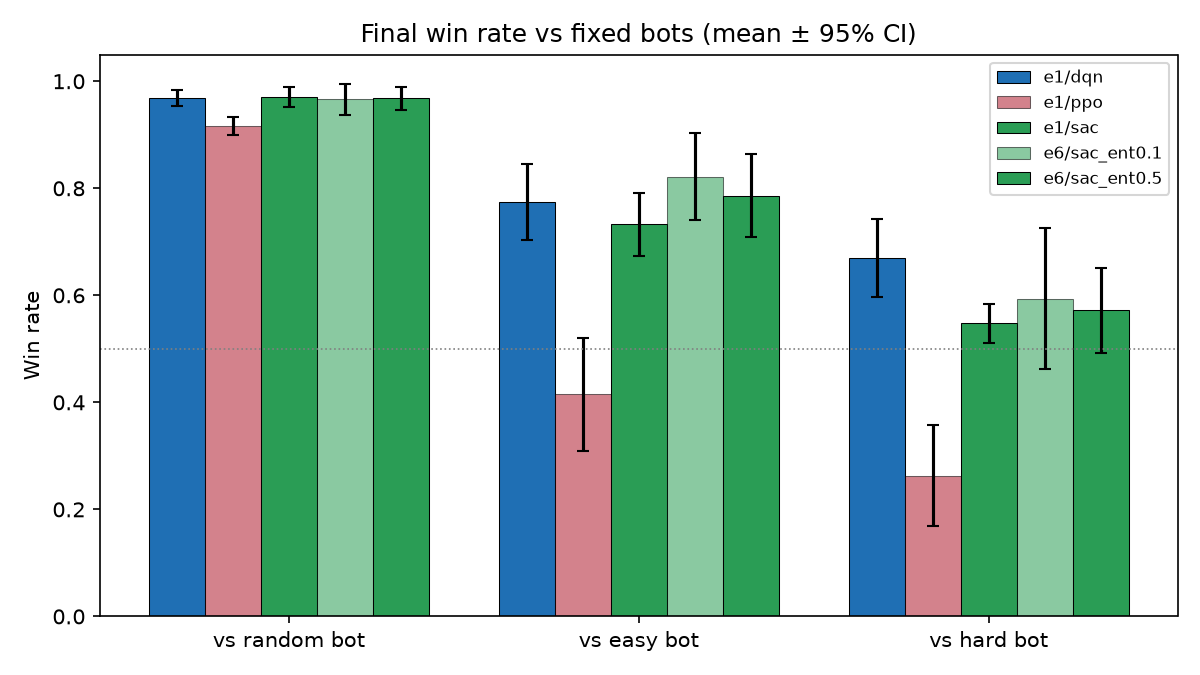 Final win rate vs fixed bots (mean ± 95% CI)
Win rate
1.0
0.8
0.6
0.4
0.2
0.0
e1/dqn
e1/ppo
e1/sac
e6/sac_ent0.1
e6/sac_ent0.5
vs random bot
vs easy bot
vs hard bot